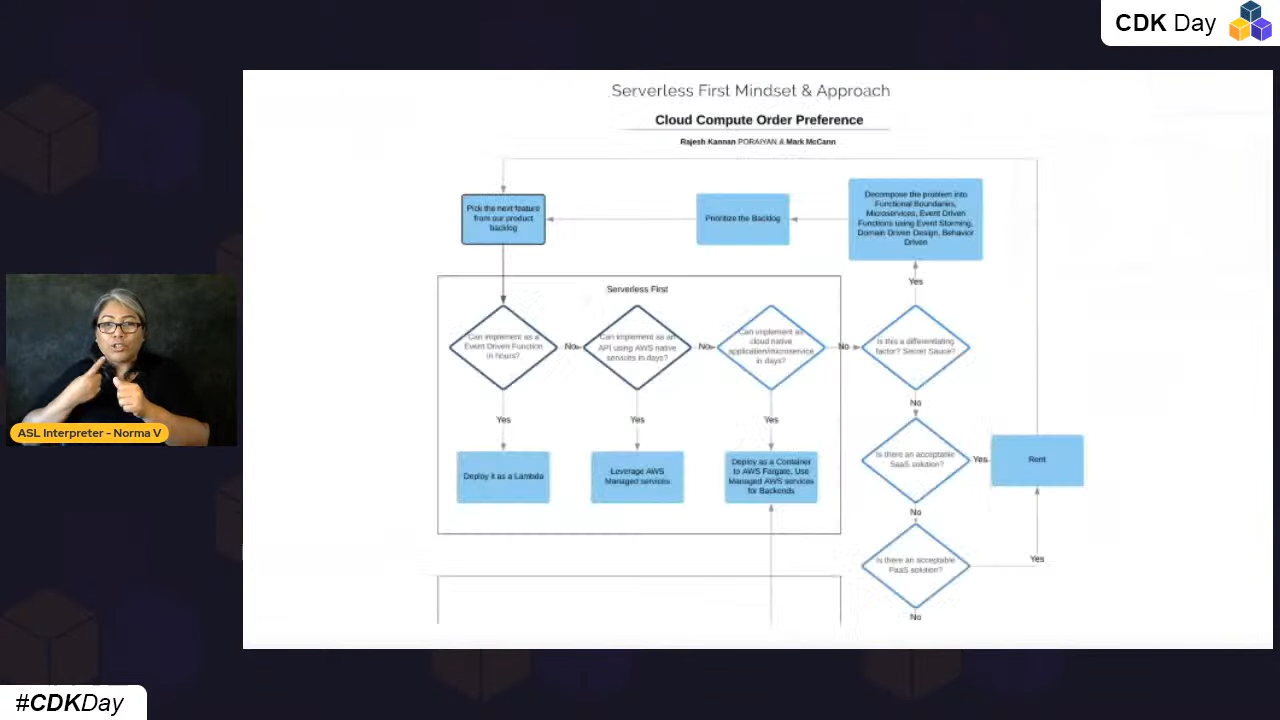 CDK Day
Serverless First Mindset & Approach
Cloud Compute Order Preference
Rajesh Kannan PORAIYAN & Mark McCann
Pick the next feature
from our product
backlog
Prioritize the Backlog
Decompose the problem into
Functional Boundaries,
Microservices, Event Driven
Functions using Event Storming,
Domain Driven Design, Behavior
Driven
Yes
Serverless First
Can implement as a
Event Driven Function
in hours?
No
Can implement as an
API using AWS native
services in days?
No
Can implement as
cloud native
application/microservice
in days?
No
Is this a differentiating
factor? Secret Sauce?
Yes
Yes
Yes
No
Deploy it as a Lambda
Leverage AWS
Managed services
Deploy as a Container
to AWS Fargate, Use
Managed AWS services
for Backends
Is there an acceptable
SaaS solution?
Yes
Rent
No
Is there an acceptable
PaaS solution?
Yes
No
ASL Interpreter - Norma V
#CDKDay